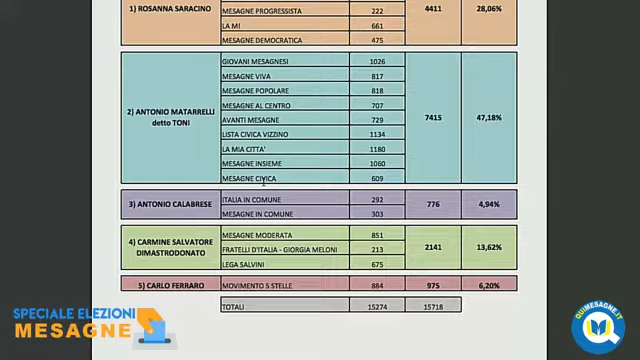 1) ROSANNA SARACINO 4411 28,06%
MESAGNE PROGRESSISTA 222
LA MI 661
MESAGNE DEMOCRATICA 475
2) ANTONIO MATARRELLI detto TONI 7415 47,18%
GIOVANI MESAGNESI 1026
MESAGNE VIVA 817
MESAGNE POPOLARE 818
MESAGNE AL CENTRO 707
AVANTI MESAGNE 729
LISTA CIVICA VIZZINO 1134
LA MIA CITTA' 1180
MESAGNE INSIEME 1060
MESAGNE CIVICA 609
3) ANTONIO CALABRESE 776 4,94%
ITALIA IN COMUNE 292
MESAGNE IN COMUNE 303
4) CARMINE SALVATORE DIMASTRODONATO 2141 13,62%
MESAGNE MODERATA 851
FRATELLI D'ITALIA - GIORGIA MELONI 213
LEGA SALVINI 675
5) CARLO FERRARO MOVIMENTO 5 STELLE 884 975 6,20%
TOTALI 15274 15718
SPECIALE ELEZIONI
MESAGNE
QUIMESAGNE.IT